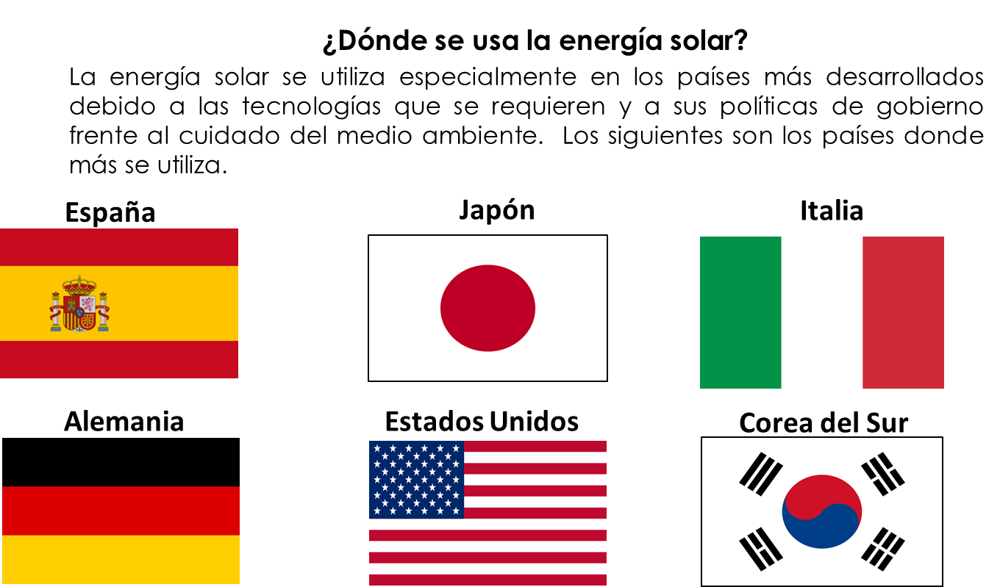 ¿Dónde se usa la energía solar?
La energía solar se utiliza especialmente en los países más desarrollados
debido a las tecnologías que se requieren y a sus políticas de gobierno
frente al cuidado del medio ambiente.  Los siguientes son los países donde
más se utiliza.
España
Japón
Italia
Alemania
Estados Unidos
Corea del Sur